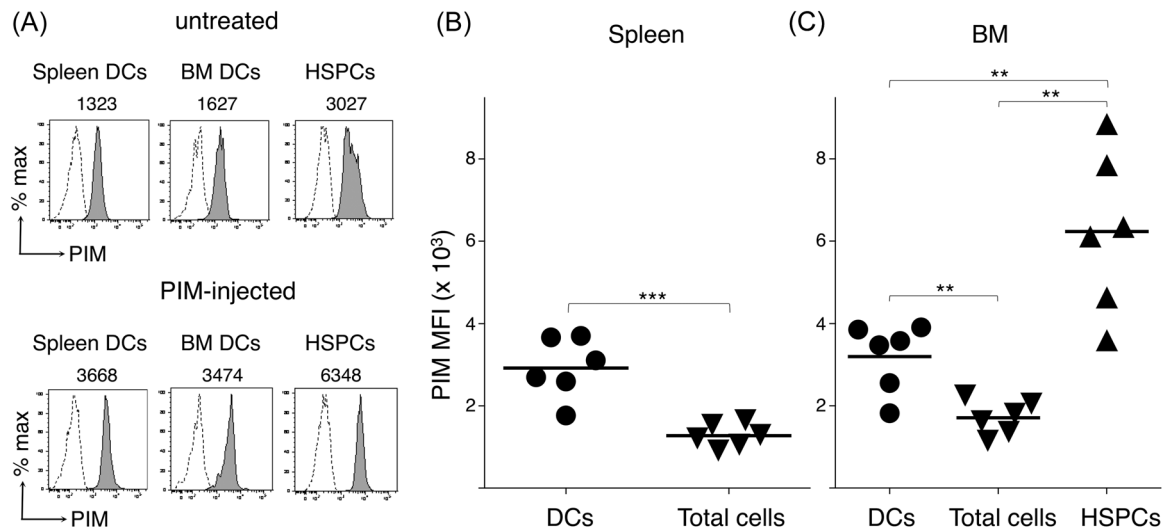 (A)
untreated
Spleen DCs
BM DCs
HSPCs
1323
1627
3027
% max
PIM
PIM-injected
Spleen DCs
BM DCs
HSPCs
3668
3474
6348
% max
PIM
(B)
Spleen
PIM MFI (x 10³)
8
6
4
2
***
DCs
Total cells
(C)
BM
**
**
**
8
6
4
2
DCs
Total cells
HSPCs